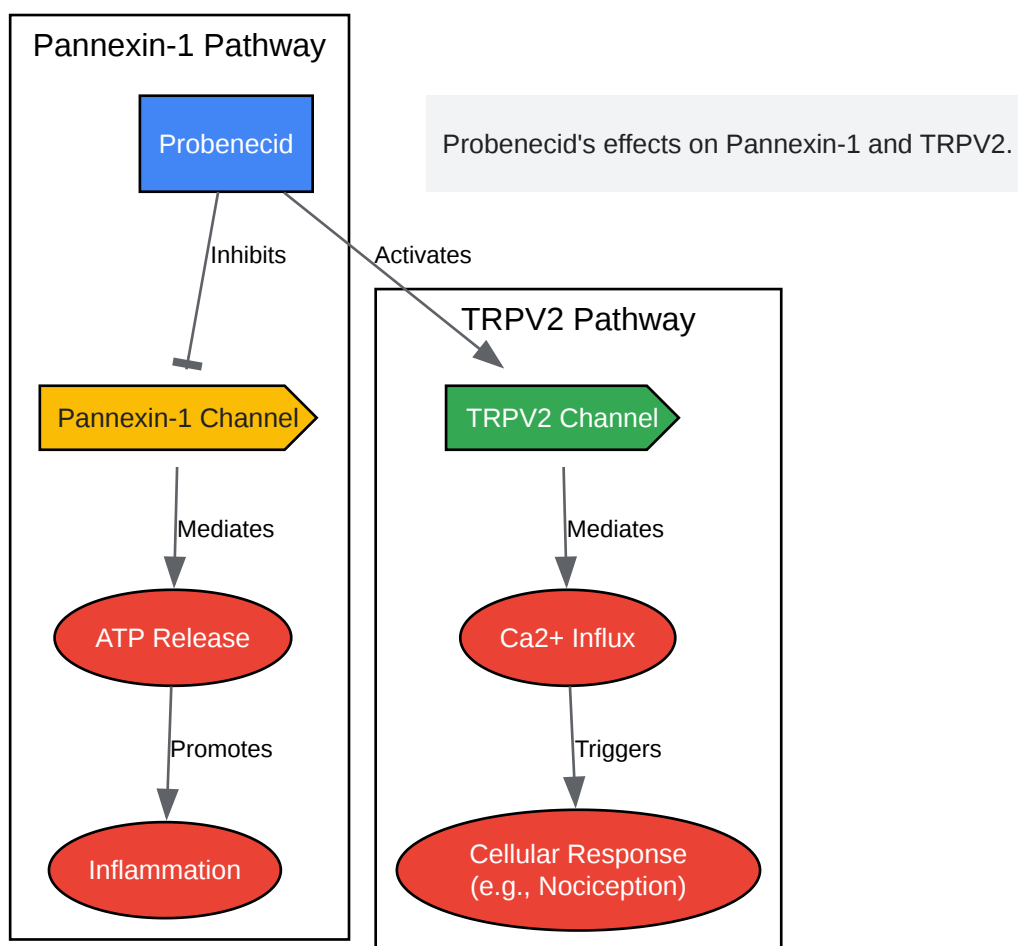 Pannexin-1 Pathway
Probenecid
Probenecid's effects on Pannexin-1 and TRPV2.
Inhibits
Activates
TRPV2 Pathway
Pannexin-1 Channel
TRPV2 Channel
Mediates
Mediates
ATP Release
Ca2+ Influx
Promotes
Triggers
Inflammation
Cellular Response
(e.g., Nociception)